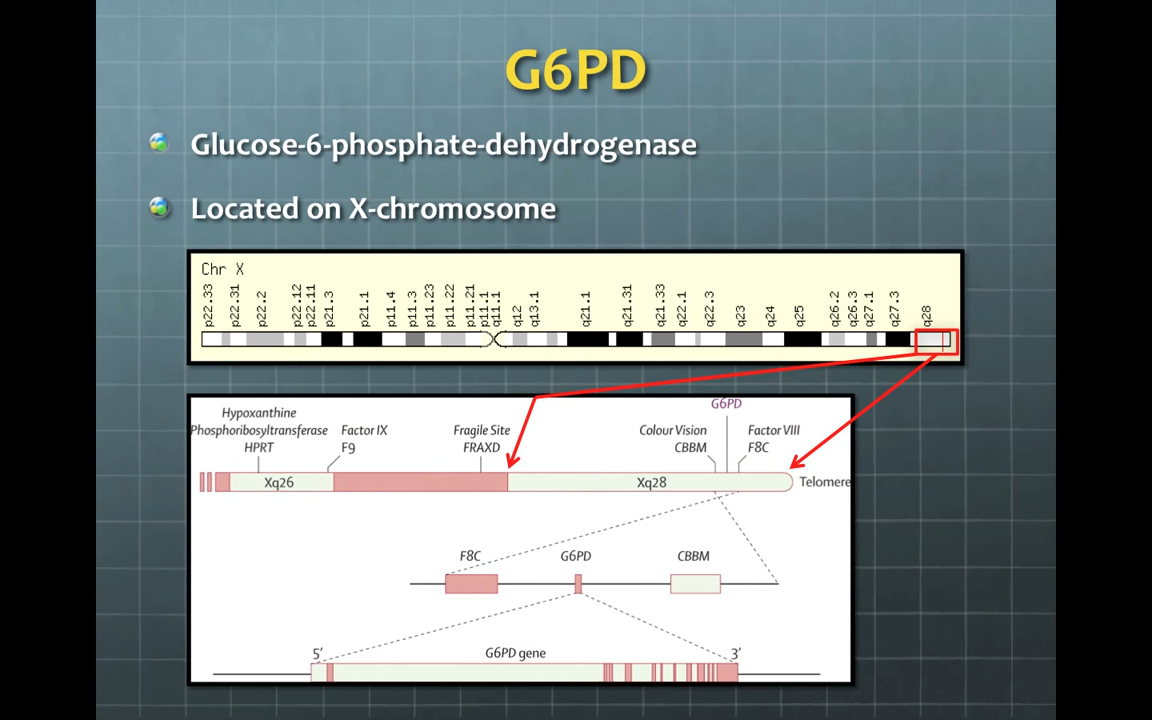 G6PD
Glucose-6-phosphate-dehydrogenase
Located on X-chromosome
Chr X
p22.33 p22.31 p22.2 p22.12 p22.11 p21.3 p21.1 p11.4 p11.3 p11.23 p11.22 p11.21 p11.1 q11.1 q12 q13.1 q21.1 q21.31 q21.33 q22.1 q22.3 q23 q24 q25 q26.2 q26.3 q27.1 q27.3 q28
G6PD
Hypoxanthine
Phosphoribosyltransferase Factor IX Fragile Site Colour Vision Factor VIII
HPRT F9 FRAXD CBBM F8C
Xq26 Xq28 Telomere
F8C G6PD CBBM
5' G6PD gene 3'